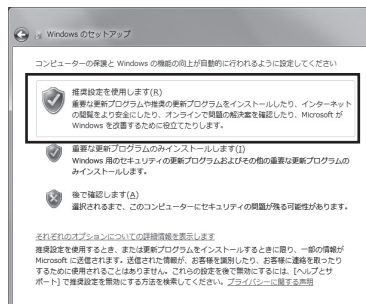 Windows のセットアップ
コンピューターの保護と Windows の機能の向上が自動的に行われるように設定してください
推奨設定を使用します(R)
重要な更新プログラムや推奨の更新プログラムをインストールしたり、インターネット
の閲覧をより安全にしたり、オンラインで問題の解決策を確認したり、Microsoft が
Windows を改善するために役立てたりします。
重要な更新プログラムのみインストールします(I)
Windows 用のセキュリティの更新プログラムおよびその他の重要な更新プログラムの
みインストールします。
後で確認します(A)
選択されるまで、このコンピューターにセキュリティの問題が残る可能性があります。
それぞれのオプションについての詳細情報を表示します
推奨設定を使用するとき、または更新プログラムをインストールするときに限り、一部の情報が
Microsoft に送信されます。送信された情報が、お客様を識別したり、お客様に連絡を取ったり
するために使用されることはありません。これらの設定を後で無効にするには、[ヘルプとサ
ポート] で推奨設定を無効にする方法を検索してください。プライバシーに関する声明